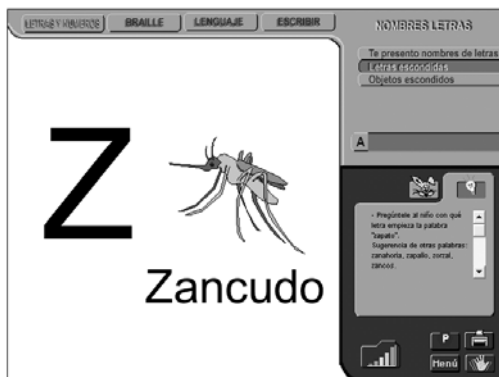 LETRAS Y NUMEROS
BRAILLE
LENGUAJE
ESCRIBIR
NOMBRES LETRAS
Te presento nombres de letras
Letras escondidas
Objetos escondidos
A
Z
Zancudo
- Pregúntele al niño con qué
letra empieza la palabra
"zapato".
Sugerencia de otras palabras:
zanahoria, zapallo, zorzal,
zancos.
P
Menú